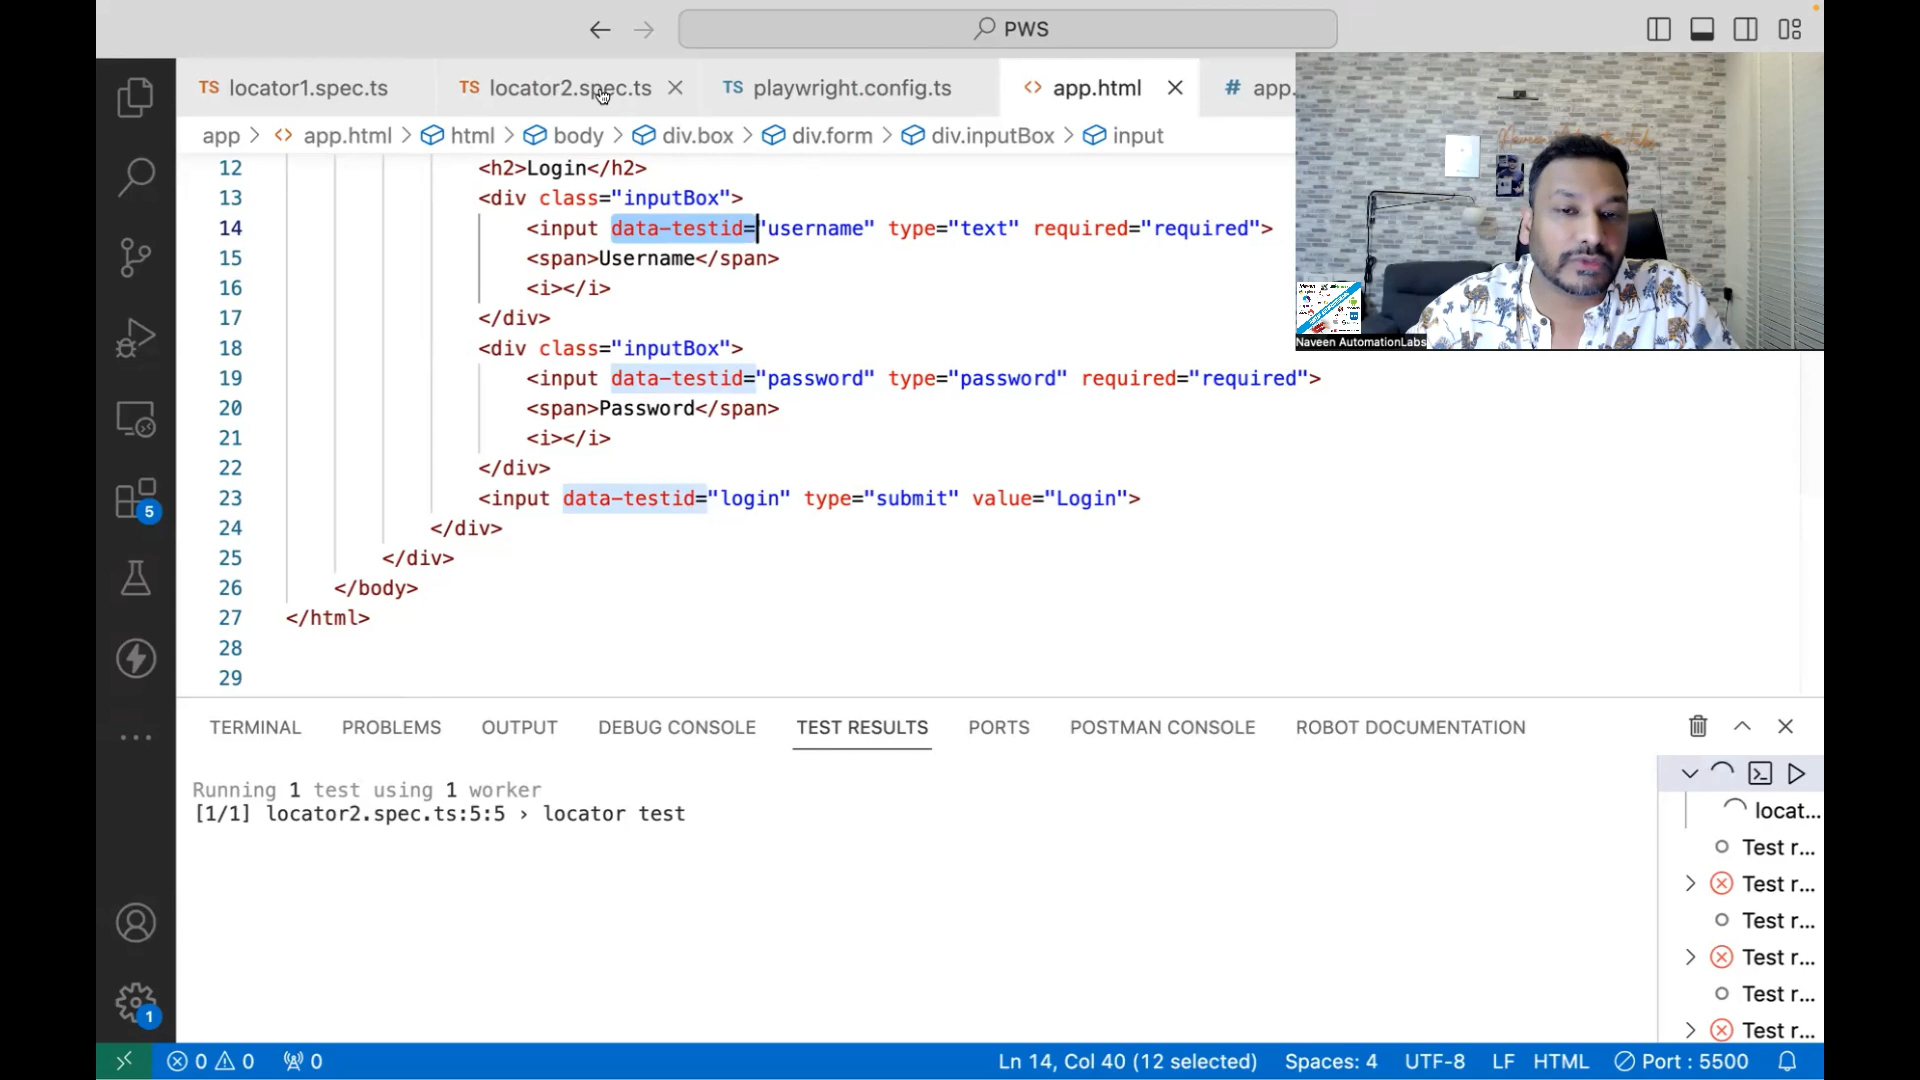 PWS
locator1.spec.ts
locator2.spec.ts
playwright.config.ts
app.html
app.
app > app.html > html > body > div.box > div.form > div.inputBox > input
12 <h2>Login</h2>
13 <div class="inputBox">
14 <input data-testid="username" type="text" required="required">
15 <span>Username</span>
16 <i></i>
17 </div>
18 <div class="inputBox">
19 <input data-testid="password" type="password" required="required">
20 <span>Password</span>
21 <i></i>
22 </div>
23 <input data-testid="login" type="submit" value="Login">
24 </div>
25 </div>
26 </body>
27 </html>
28
29
Naveen AutomationLabs
TERMINAL PROBLEMS OUTPUT DEBUG CONSOLE TEST RESULTS PORTS POSTMAN CONSOLE ROBOT DOCUMENTATION
Running 1 test using 1 worker
[1/1] locator2.spec.ts:5:5 › locator test
locat...
Test r...
Test r...
Test r...
Test r...
Test r...
Test r...
5
1
0 0 0
Ln 14, Col 40 (12 selected) Spaces: 4 UTF-8 LF HTML Port : 5500